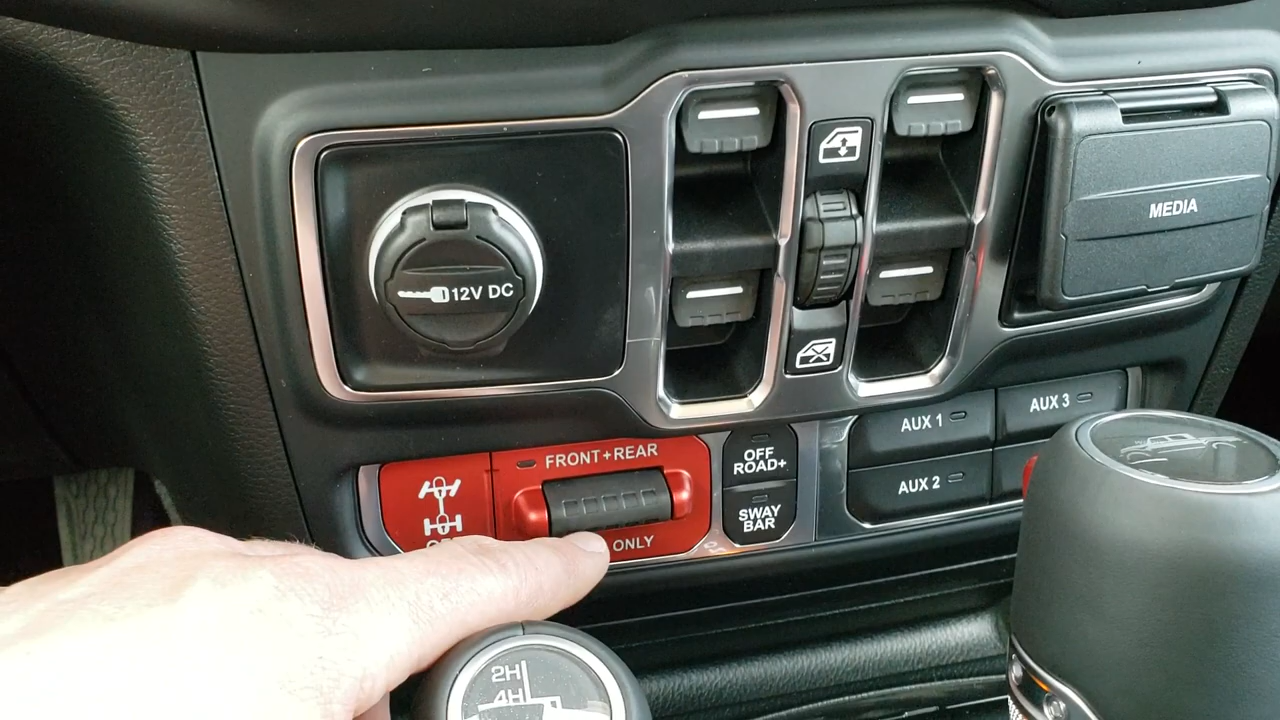 12V DC
MEDIA
FRONT+REAR
ONLY
OFF
ROAD+
SWAY
BAR
AUX 1
AUX 2
AUX 3
2H
4H